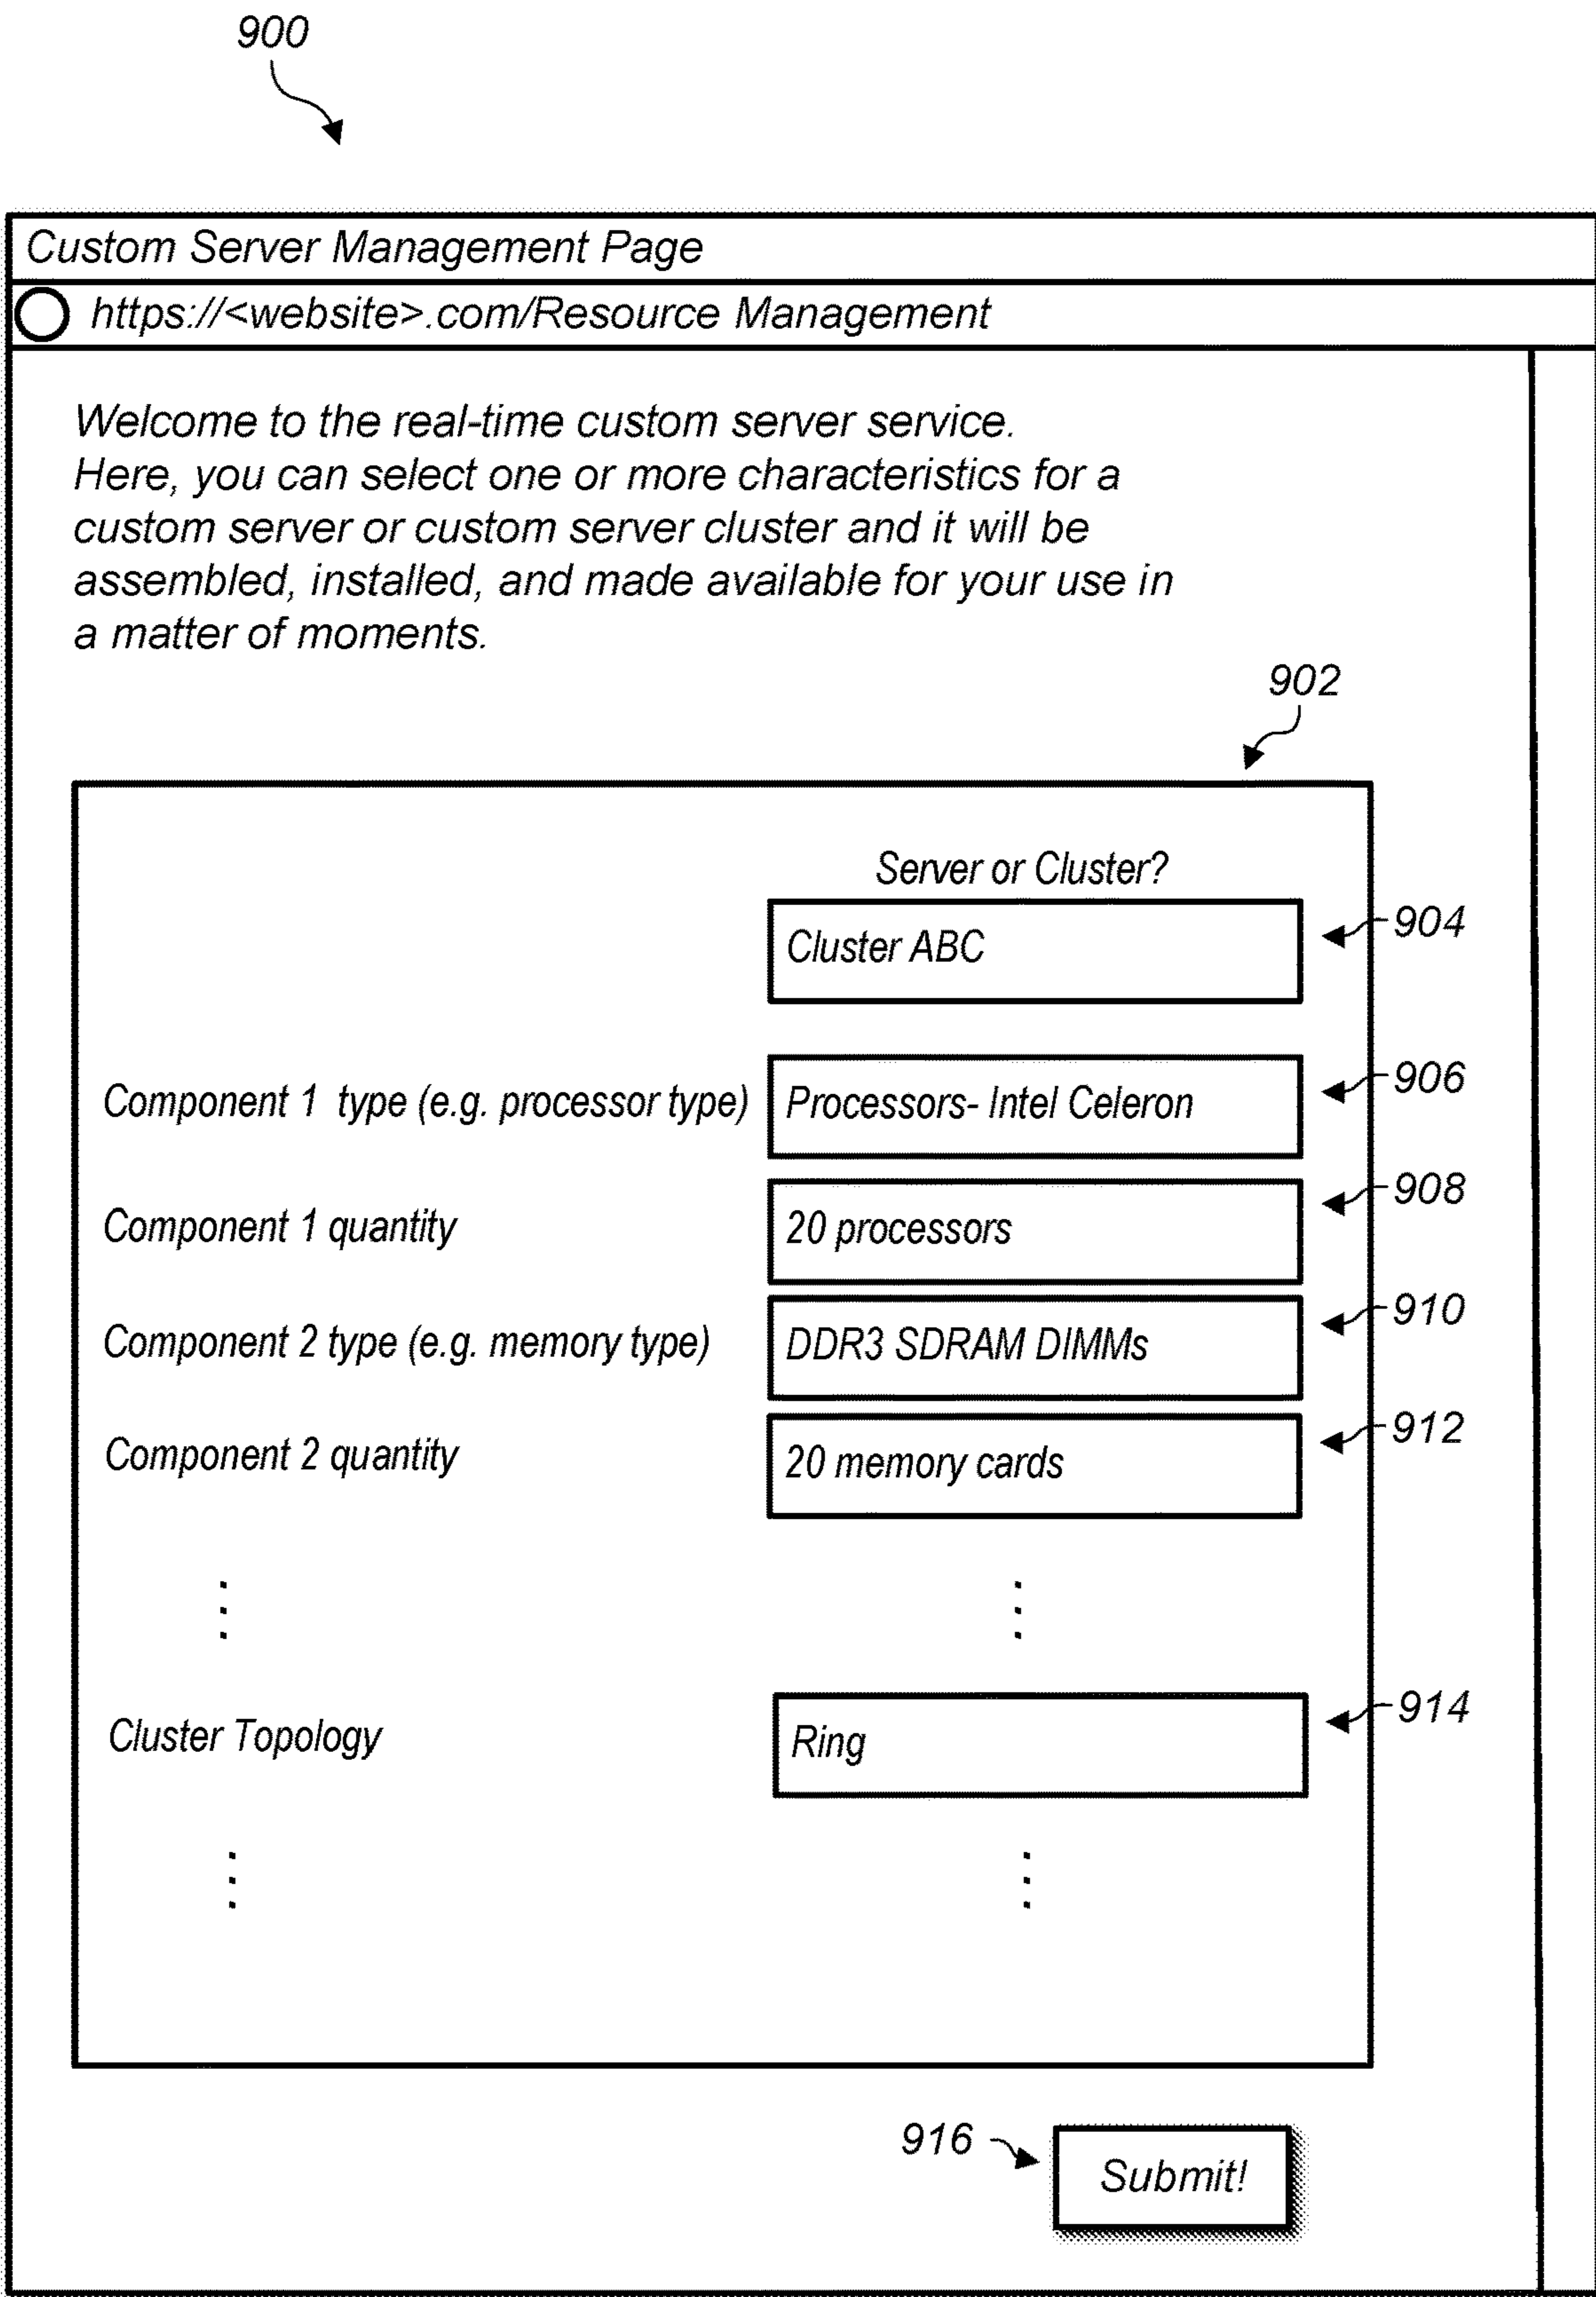 900
Custom Server Management Page
https://<website>.com/Resource Management
Welcome to the real-time custom server service.
Here, you can select one or more characteristics for a
custom server or custom server cluster and it will be
assembled, installed, and made available for your use in
a matter of moments.
902
Server or Cluster?
Cluster ABC
904
Component 1 type (e.g. processor type)
Processors- Intel Celeron
906
Component 1 quantity
20 processors
908
Component 2 type (e.g. memory type)
DDR3 SDRAM DIMMs
910
Component 2 quantity
20 memory cards
912
Cluster Topology
Ring
914
916
Submit!